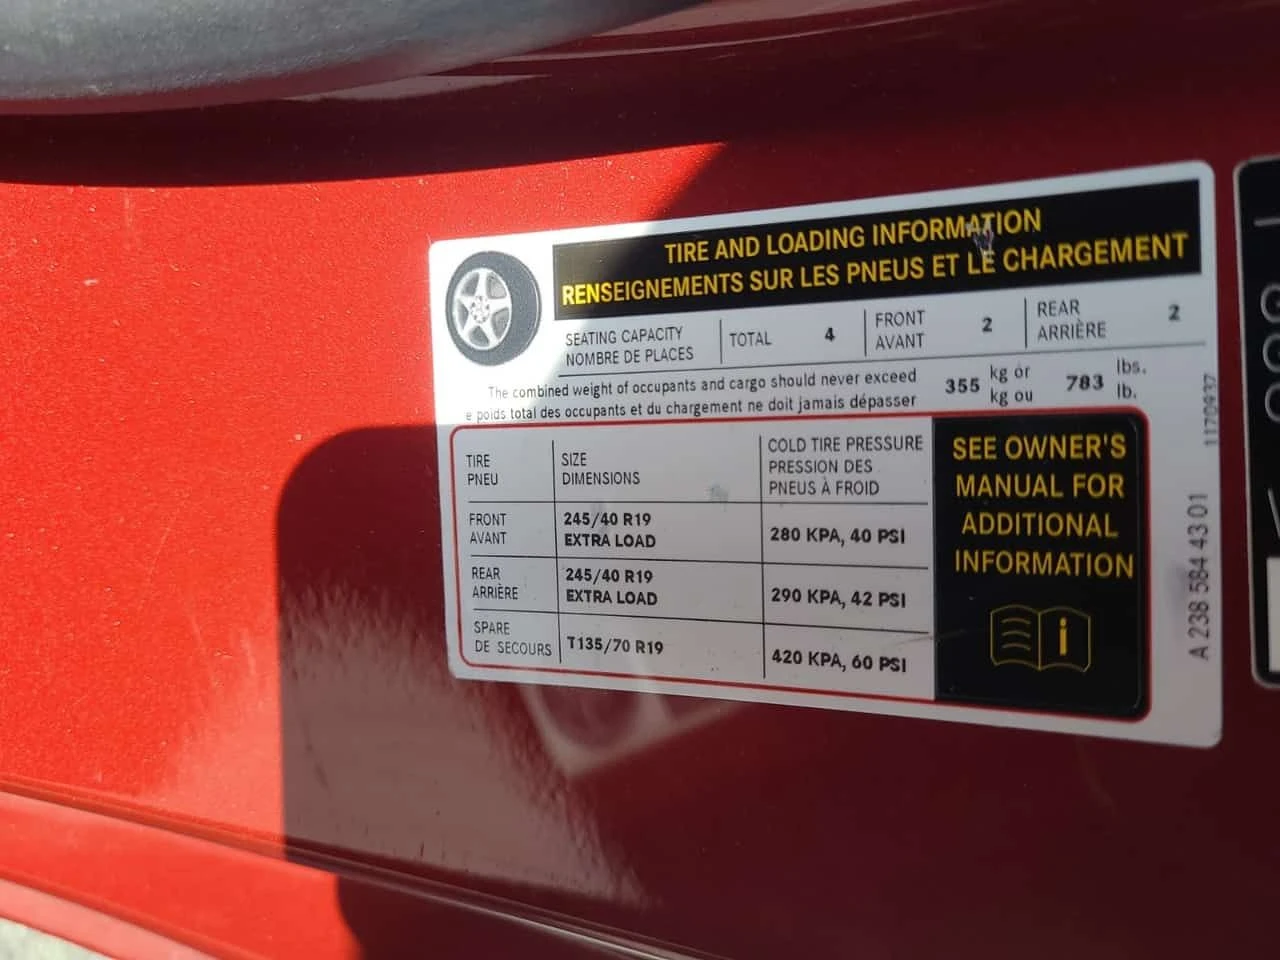 TIRE AND LOADING INFORMATION
RENSEIGNEMENTS SUR LES PNEUS ET LE CHARGEMENT
SEATING CAPACITY
NOMBRE DE PLACES
TOTAL 4
FRONT
AVANT
2
REAR
ARRIÈRE
2
The combined weight of occupants and cargo should never exceed
e poids total des occupants et du chargement ne doit jamais dépasser
355
kg or
kg ou
783
lbs.
lb.
TIRE
PNEU
SIZE
DIMENSIONS
COLD TIRE PRESSURE
PRESSION DES
PNEUS À FROID
FRONT
AVANT
245/40 R19
EXTRA LOAD
280 KPA, 40 PSI
REAR
ARRIÈRE
245/40 R19
EXTRA LOAD
290 KPA, 42 PSI
SPARE
DE SECOURS
T135/70 R19
420 KPA, 60 PSI
SEE OWNER'S
MANUAL FOR
ADDITIONAL
INFORMATION
i
A 238 584 43 01
1170937